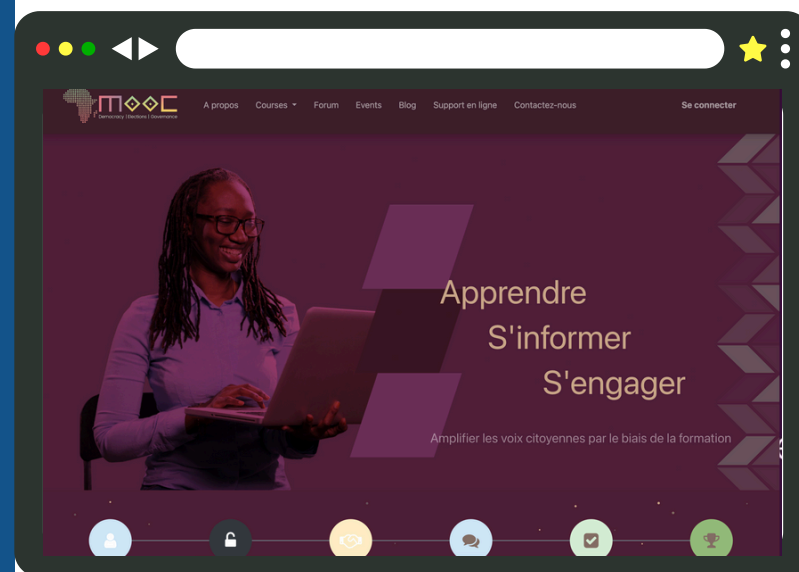 MOOC
Democracy | Elections | Governance
A propos Courses Forum Events Blog Support en ligne Contactez-nous Se connecter
Apprendre
S'informer
S'engager
Amplifier les voix citoyennes par le biais de la formation